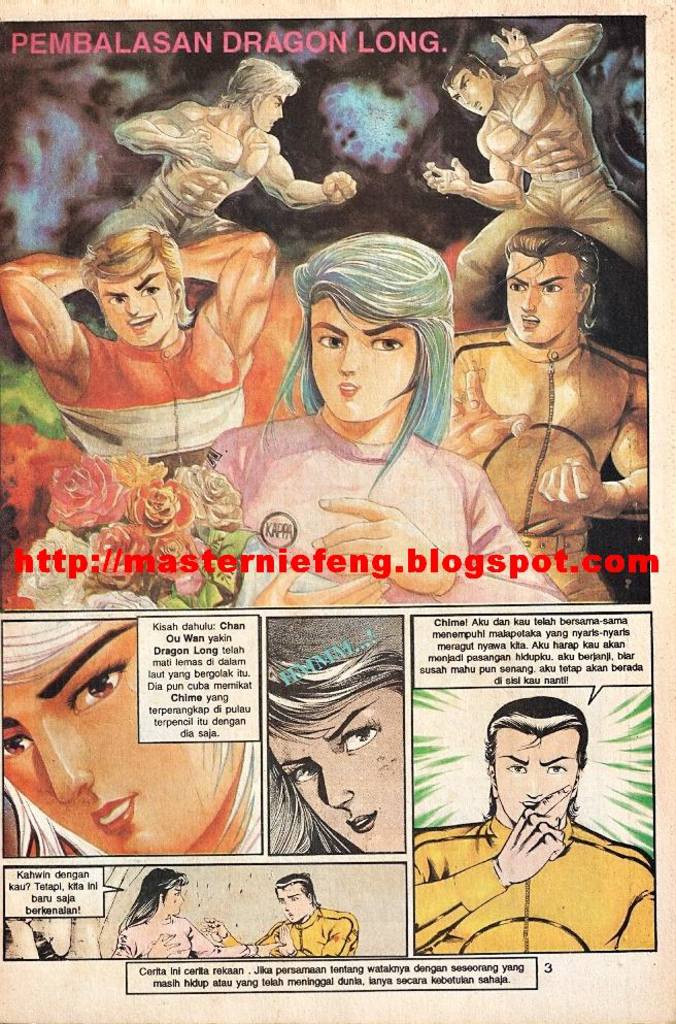 PEMBALASAN DRAGON LONG.
KAPPA
http://masterniefeng.blogspot.com
Kisah dahulu: Chan
Ou Wan yakin
Dragon Long telah
mati lemas di dalam
laut yang bergolak itu.
Dia pun cuba memikat
Chime yang
terperangkap di pulau
terpencil itu dengan
dia saja.
HMMMM...!
Chime! Aku dan kau telah bersama-sama
menempuhi malapetaka yang nyaris-nyaris
meragut nyawa kita. Aku harap kau akan
menjadi pasangan hidupku. aku berjanji, biar
susah mahu pun senang. aku tetap akan berada
di sisi kau nanti!
Kahwin dengan
kau? Tetapi, kita ini
baru saja
berkenalan!
Cerita ini cerita rekaan . Jika persamaan tentang wataknya dengan seseorang yang
masih hidup atau yang telah meninggal dunia, ianya secara kebetulan sahaja.
3